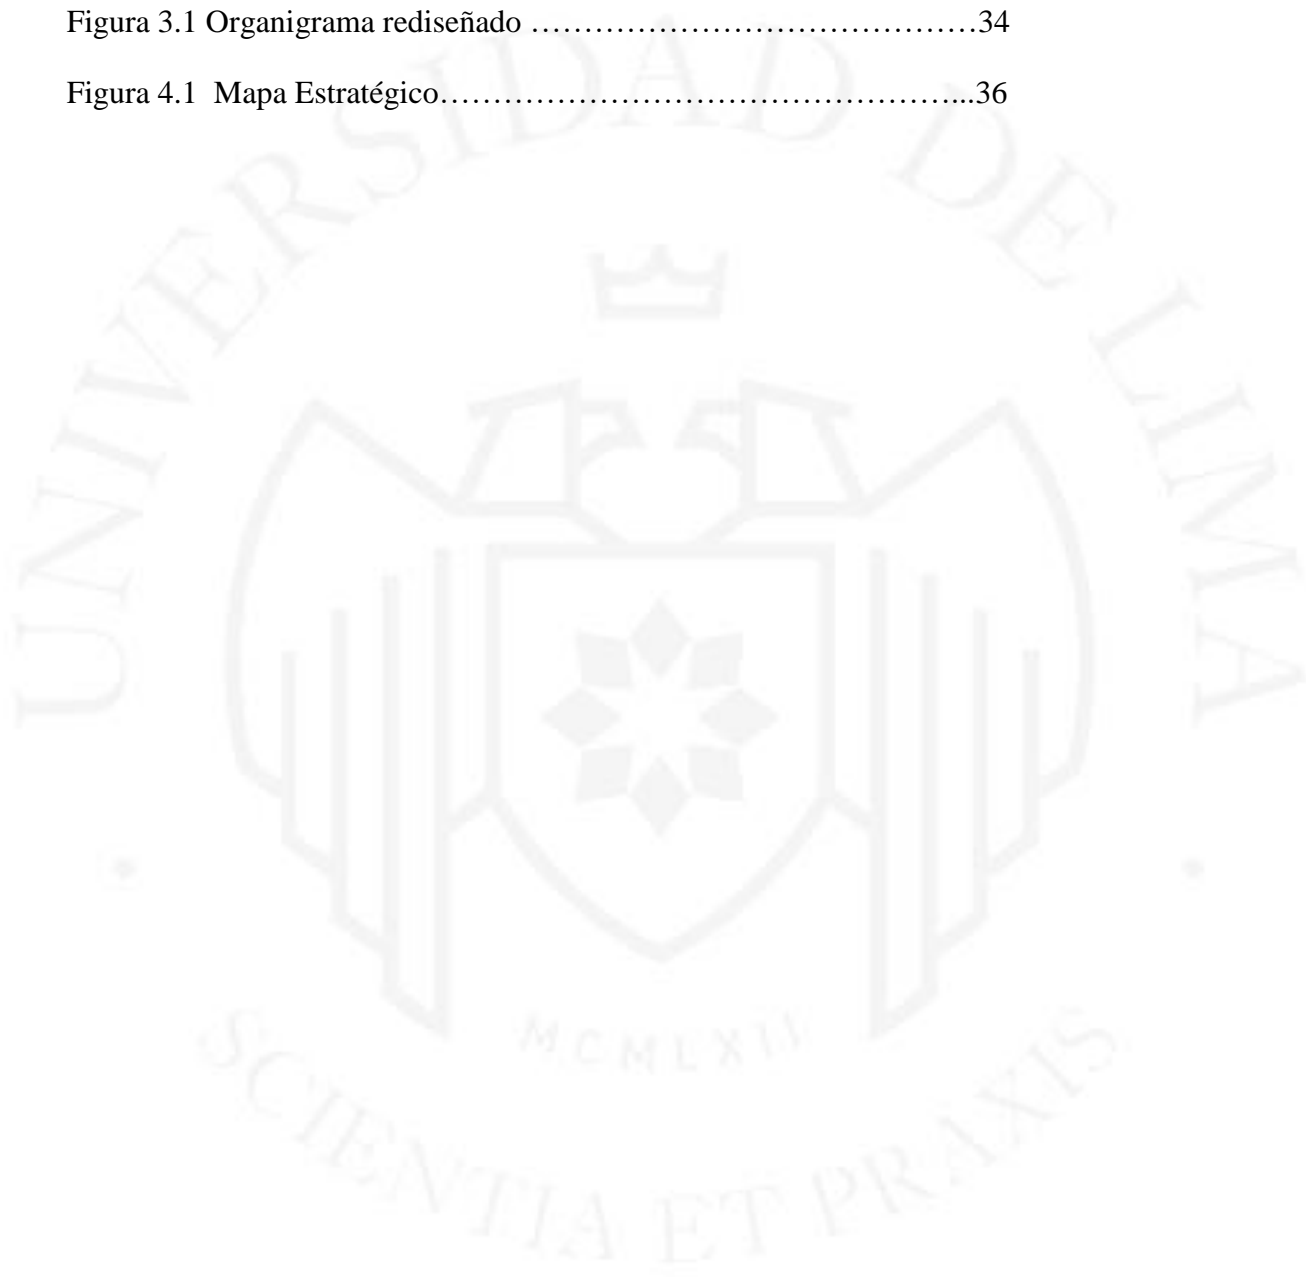 Figura 3.1 Organigrama rediseñado ……………………………………34
Figura 4.1  Mapa Estratégico…………………………………………...36
UNIVERSIDAD DE LIMA
MCMLXII
SCIENTIA ET PRAXIS